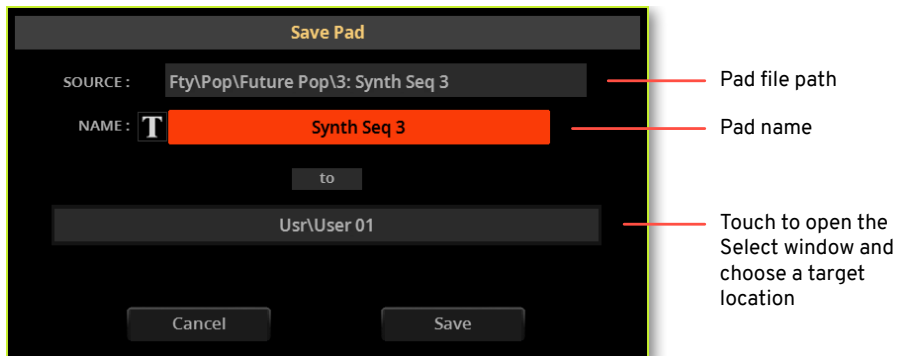 Save Pad
SOURCE : Fty\Pop\Future Pop\3: Synth Seq 3
Pad file path
NAME : T Synth Seq 3
Pad name
to
Usr\User 01
Touch to open the
Select window and
choose a target
location
Cancel Save